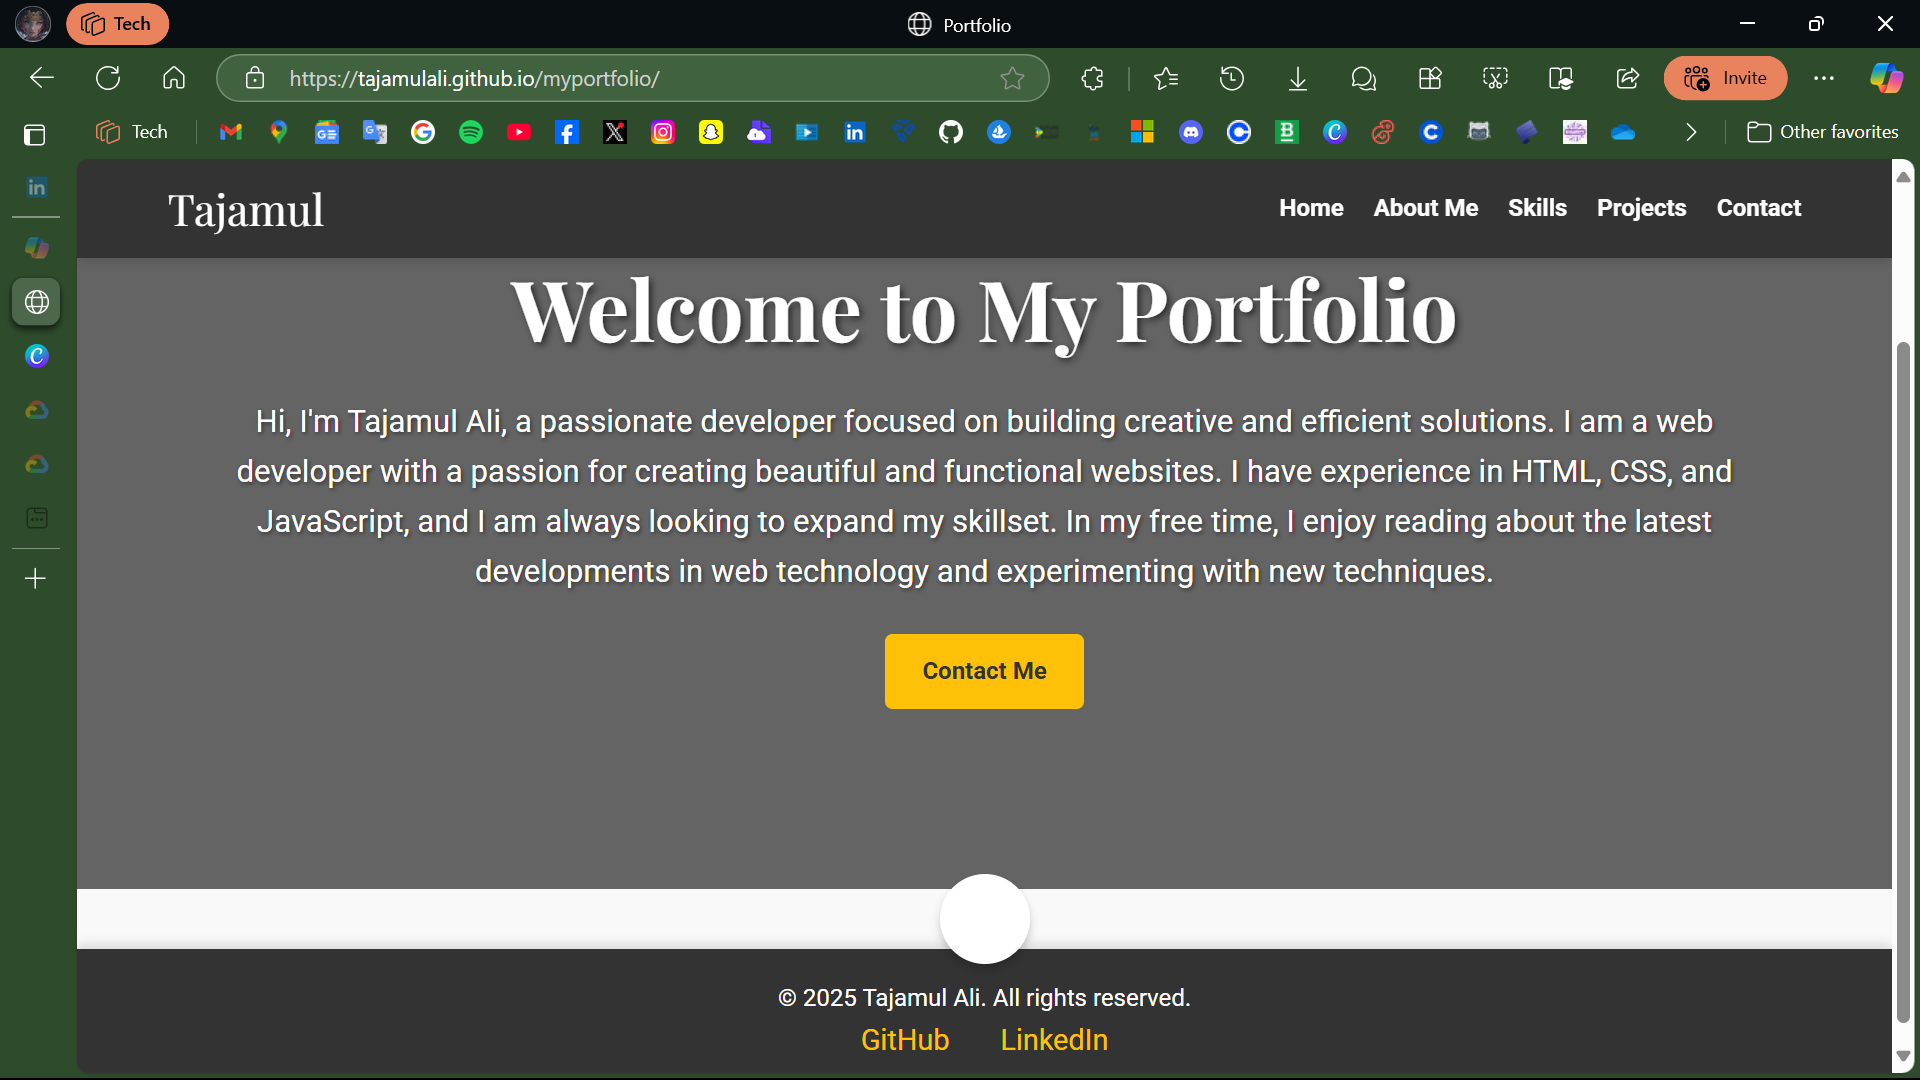 Tech
Portfolio
https://tajamulali.github.io/myportfolio/
Invite
Tech
Other favorites
Tajamul
Home About Me Skills Projects Contact
Welcome to My Portfolio
Hi, I'm Tajamul Ali, a passionate developer focused on building creative and efficient solutions. I am a web
developer with a passion for creating beautiful and functional websites. I have experience in HTML, CSS, and
JavaScript, and I am always looking to expand my skillset. In my free time, I enjoy reading about the latest
developments in web technology and experimenting with new techniques.
Contact Me
© 2025 Tajamul Ali. All rights reserved.
GitHub LinkedIn